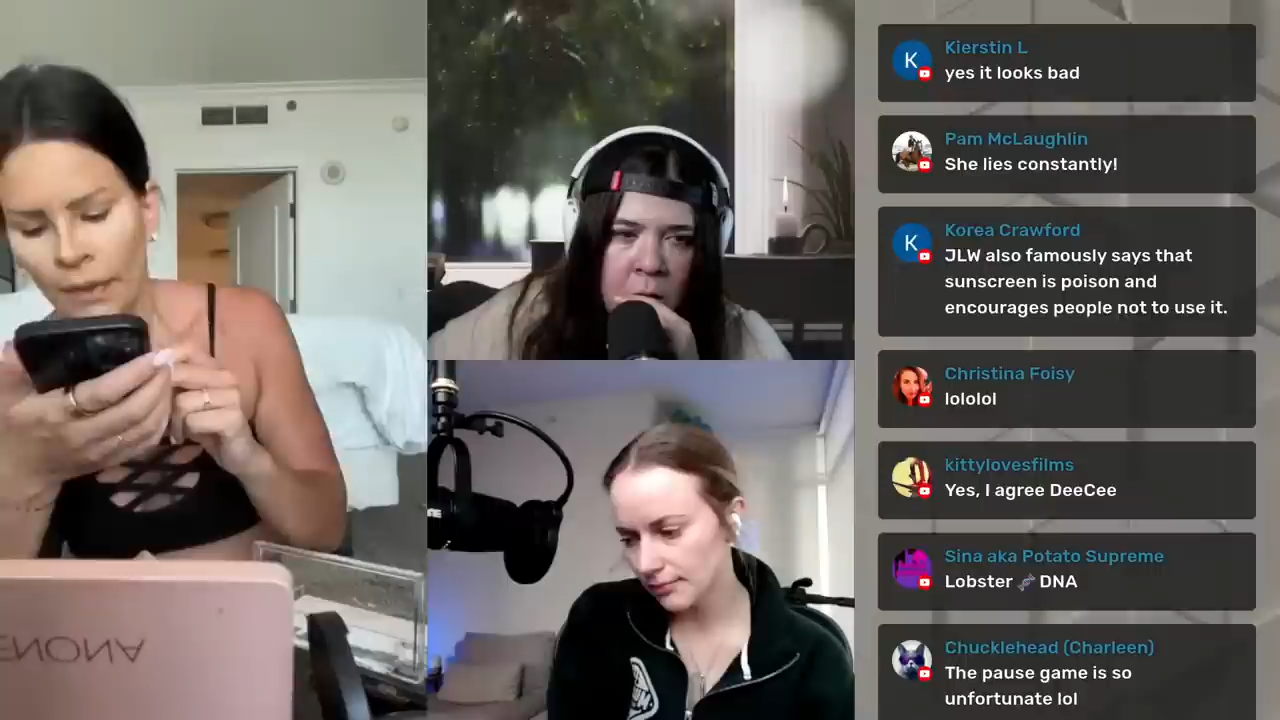 Kierstin L
yes it looks bad
Pam McLaughlin
She lies constantly!
Korea Crawford
JLW also famously says that
sunscreen is poison and
encourages people not to use it.
Christina Foisy
lololol
kittylovesfilms
Yes, I agree DeeCee
Sina aka Potato Supreme
Lobster 🧬 DNA
Chucklehead (Charleen)
The pause game is so
unfortunate lol
K
K
ANONE